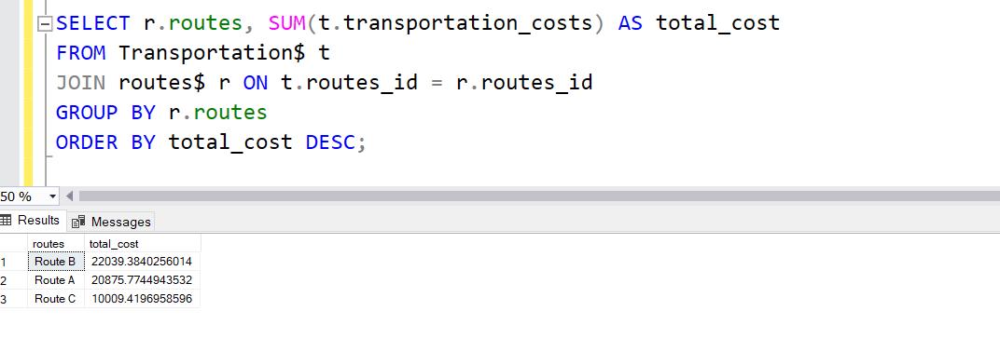 SELECT r.routes, SUM(t.transportation_costs) AS total_cost
FROM Transportation$ t
JOIN routes$ r ON t.routes_id = r.routes_id
GROUP BY r.routes
ORDER BY total_cost DESC;
50 %
Results Messages
routes total_cost
1 Route B 22039.3840256014
2 Route A 20875.7744943532
3 Route C 10009.4196958596